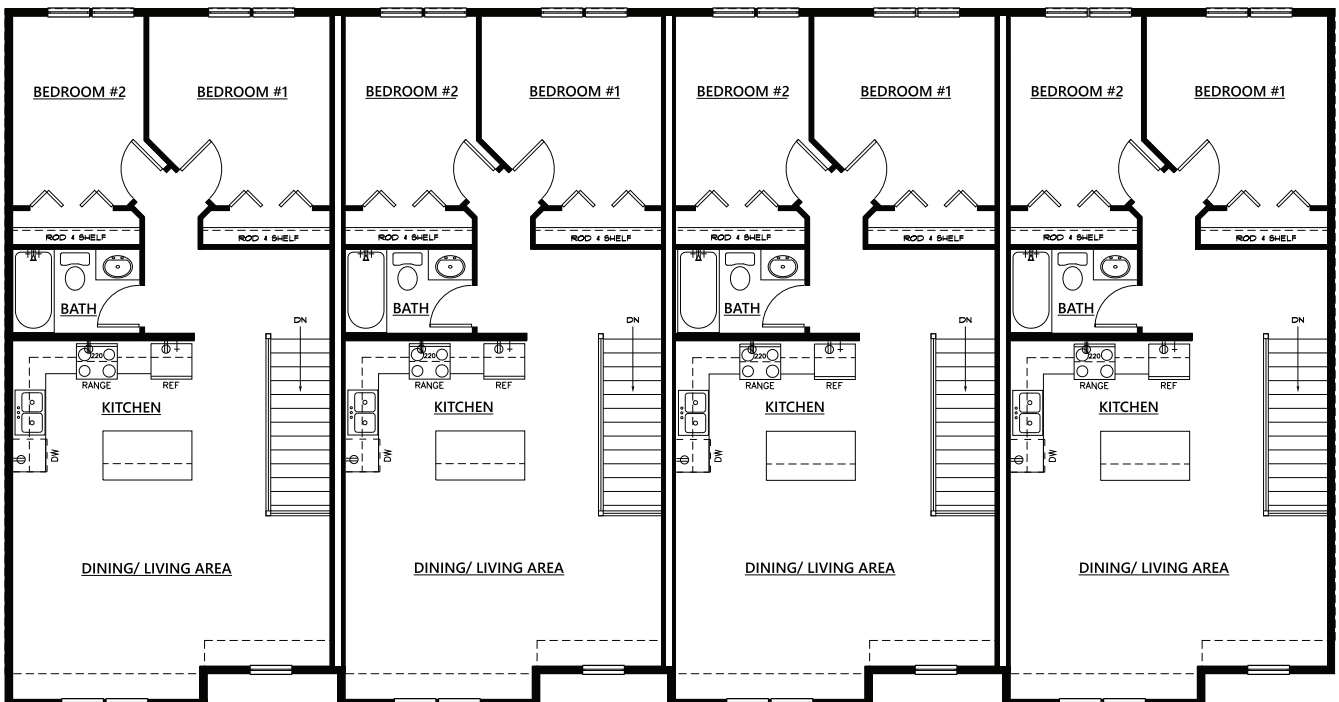 BEDROOM #2
BEDROOM #1
BEDROOM #2
BEDROOM #1
BEDROOM #2
BEDROOM #1
BEDROOM #2
BEDROOM #1
ROD & SHELF
ROD & SHELF
ROD & SHELF
ROD & SHELF
ROD & SHELF
ROD & SHELF
ROD & SHELF
ROD & SHELF
BATH
BATH
BATH
BATH
DN
DN
DN
DN
220
220
220
220
RANGE
REF
RANGE
REF
RANGE
REF
RANGE
REF
KITCHEN
KITCHEN
KITCHEN
KITCHEN
DW
DW
DW
DW
DINING/ LIVING AREA
DINING/ LIVING AREA
DINING/ LIVING AREA
DINING/ LIVING AREA